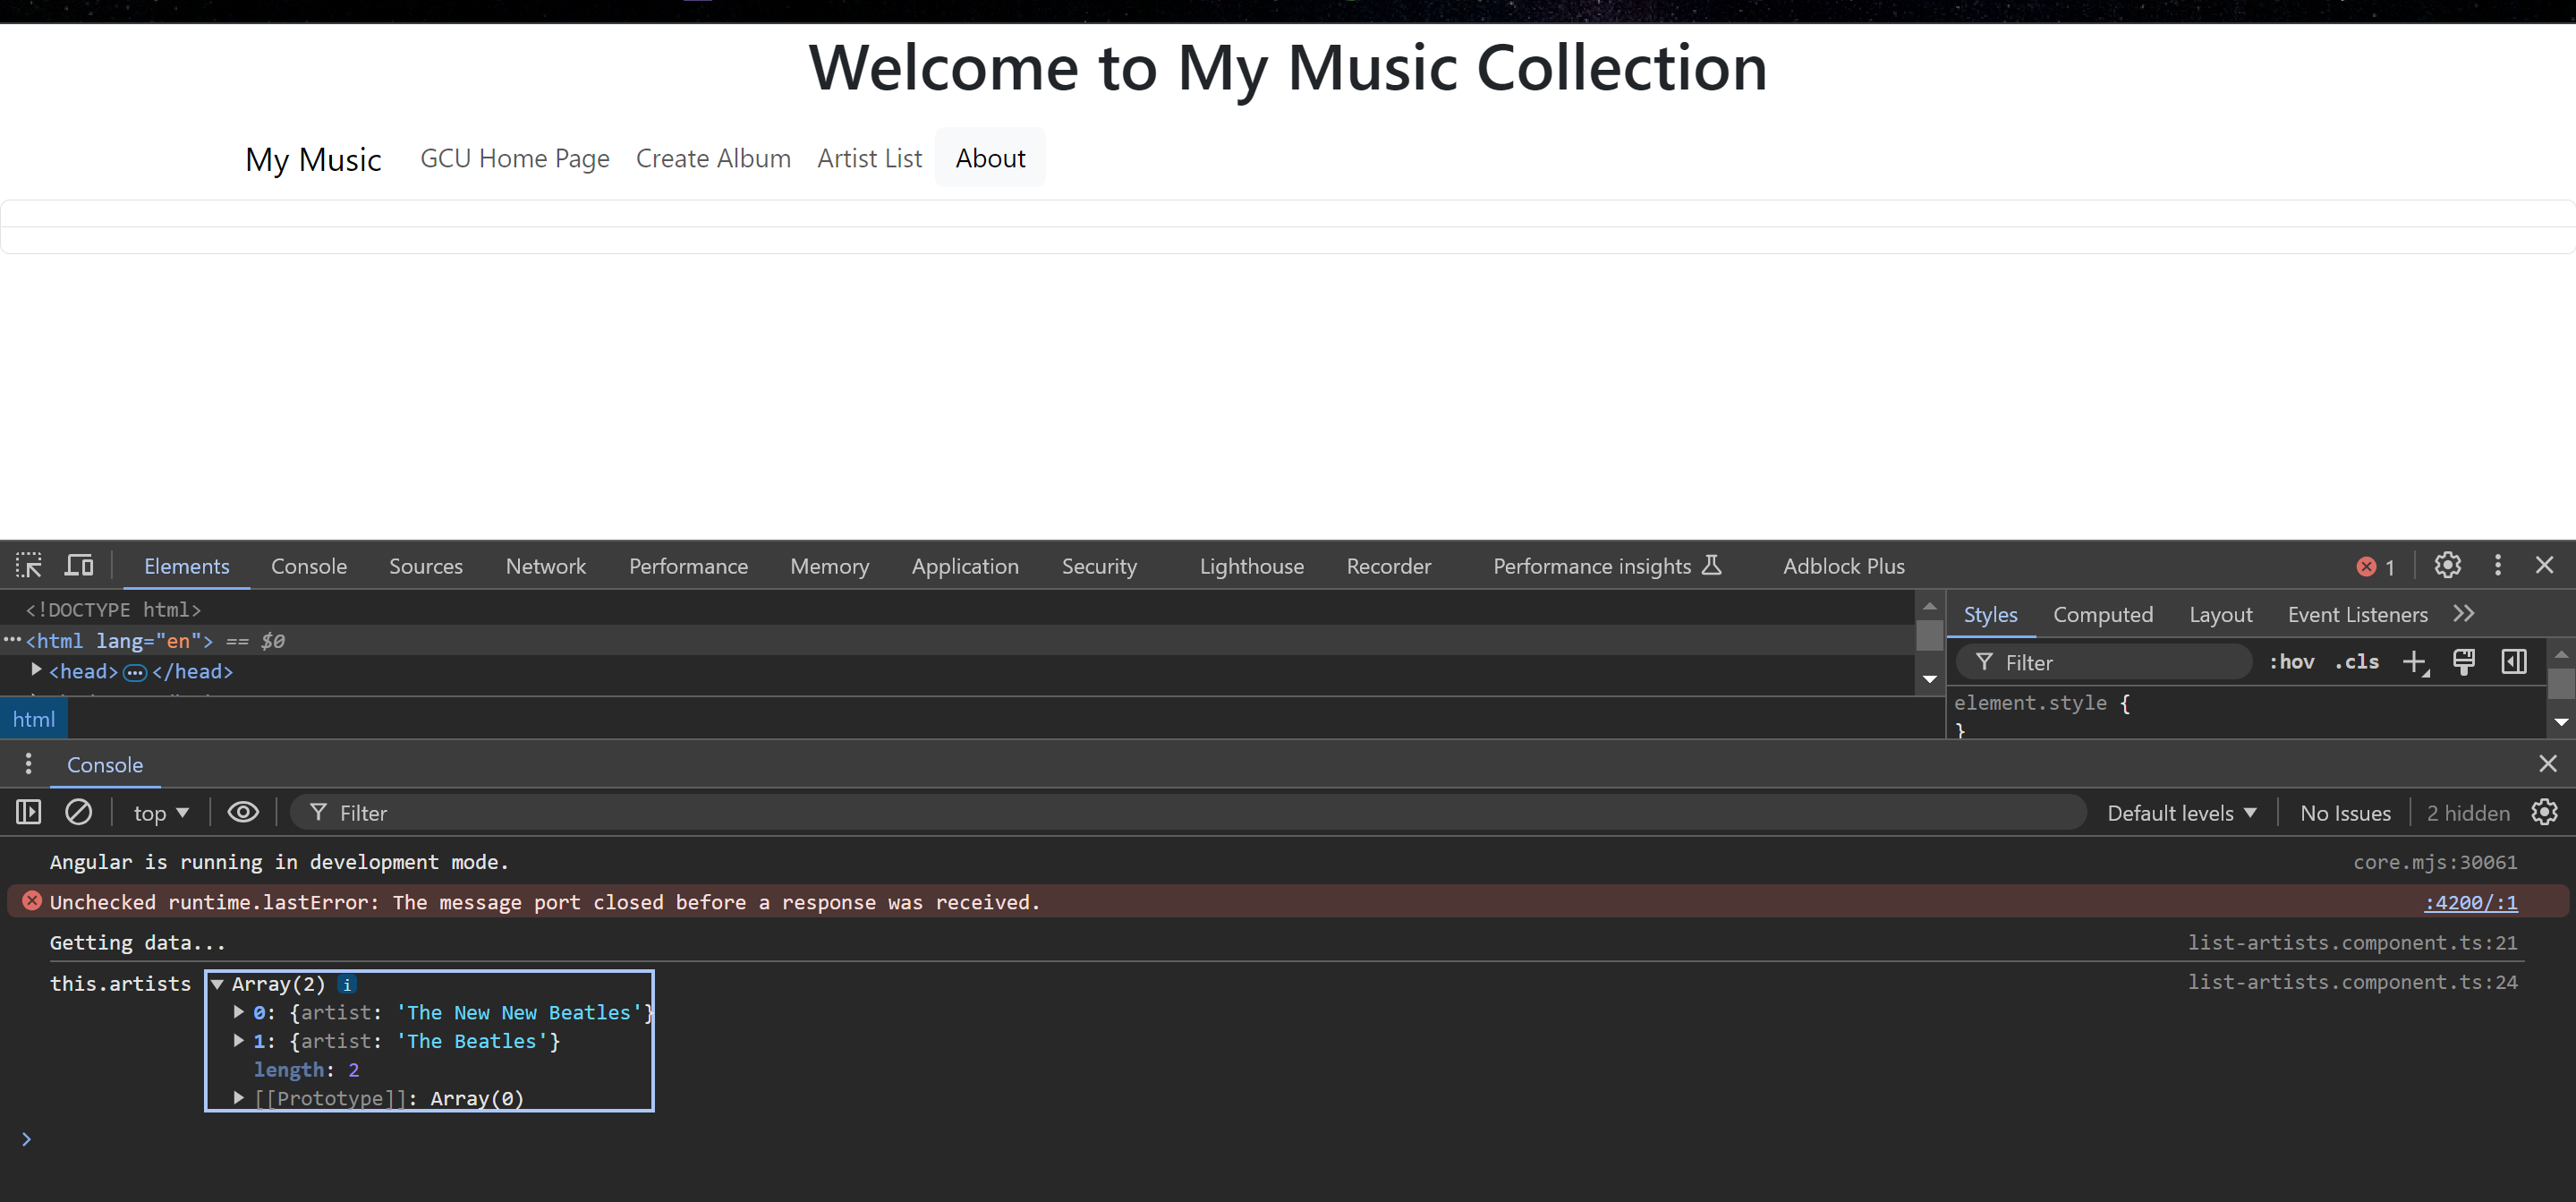 Welcome to My Music Collection
My Music GCU Home Page Create Album Artist List About
Elements Console Sources Network Performance Memory Application Security Lighthouse Recorder Performance insights Adblock Plus 1
<!DOCTYPE html>
<html lang="en"> == $0
<head> </head>
html
Styles Computed Layout Event Listeners
Filter :hov .cls
element.style {
}
Console
top Filter Default levels No Issues 2 hidden
Angular is running in development mode. core.mjs:30061
Unchecked runtime.lastError: The message port closed before a response was received. :4200/:1
Getting data... list-artists.component.ts:21
this.artists Array(2) i list-artists.component.ts:24
0: {artist: 'The New New Beatles'}
1: {artist: 'The Beatles'}
length: 2
[[Prototype]]: Array(0)